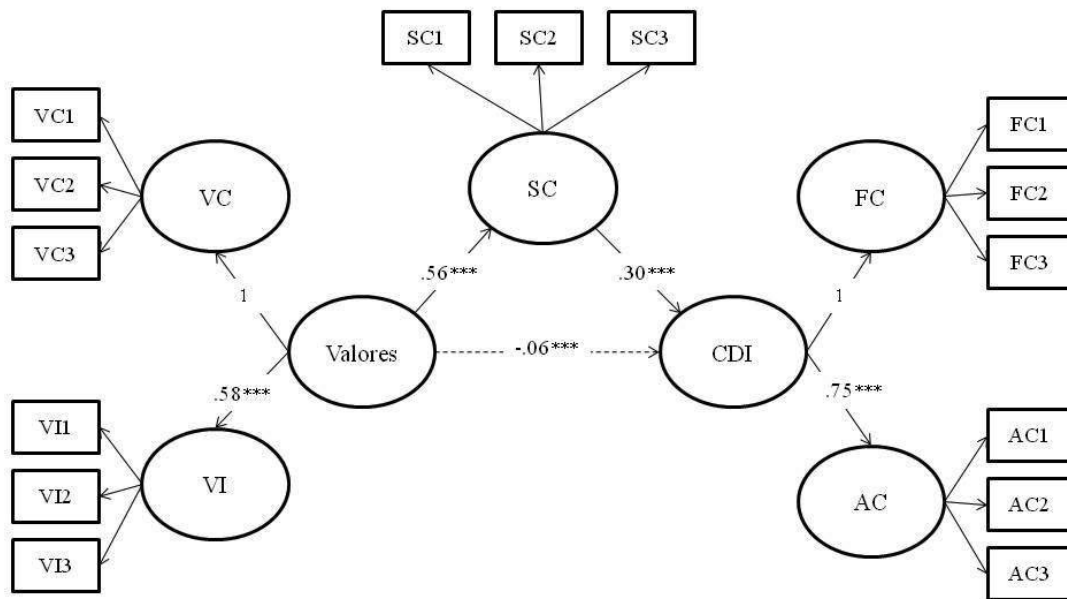 SC1
SC2
SC3
VC1
VC2
VC3
VC
SC
FC
FC1
FC2
FC3
1
.56***
.30***
1
Valores
-.06***
CDI
.58***
.75***
VI1
VI2
VI3
VI
AC
AC1
AC2
AC3